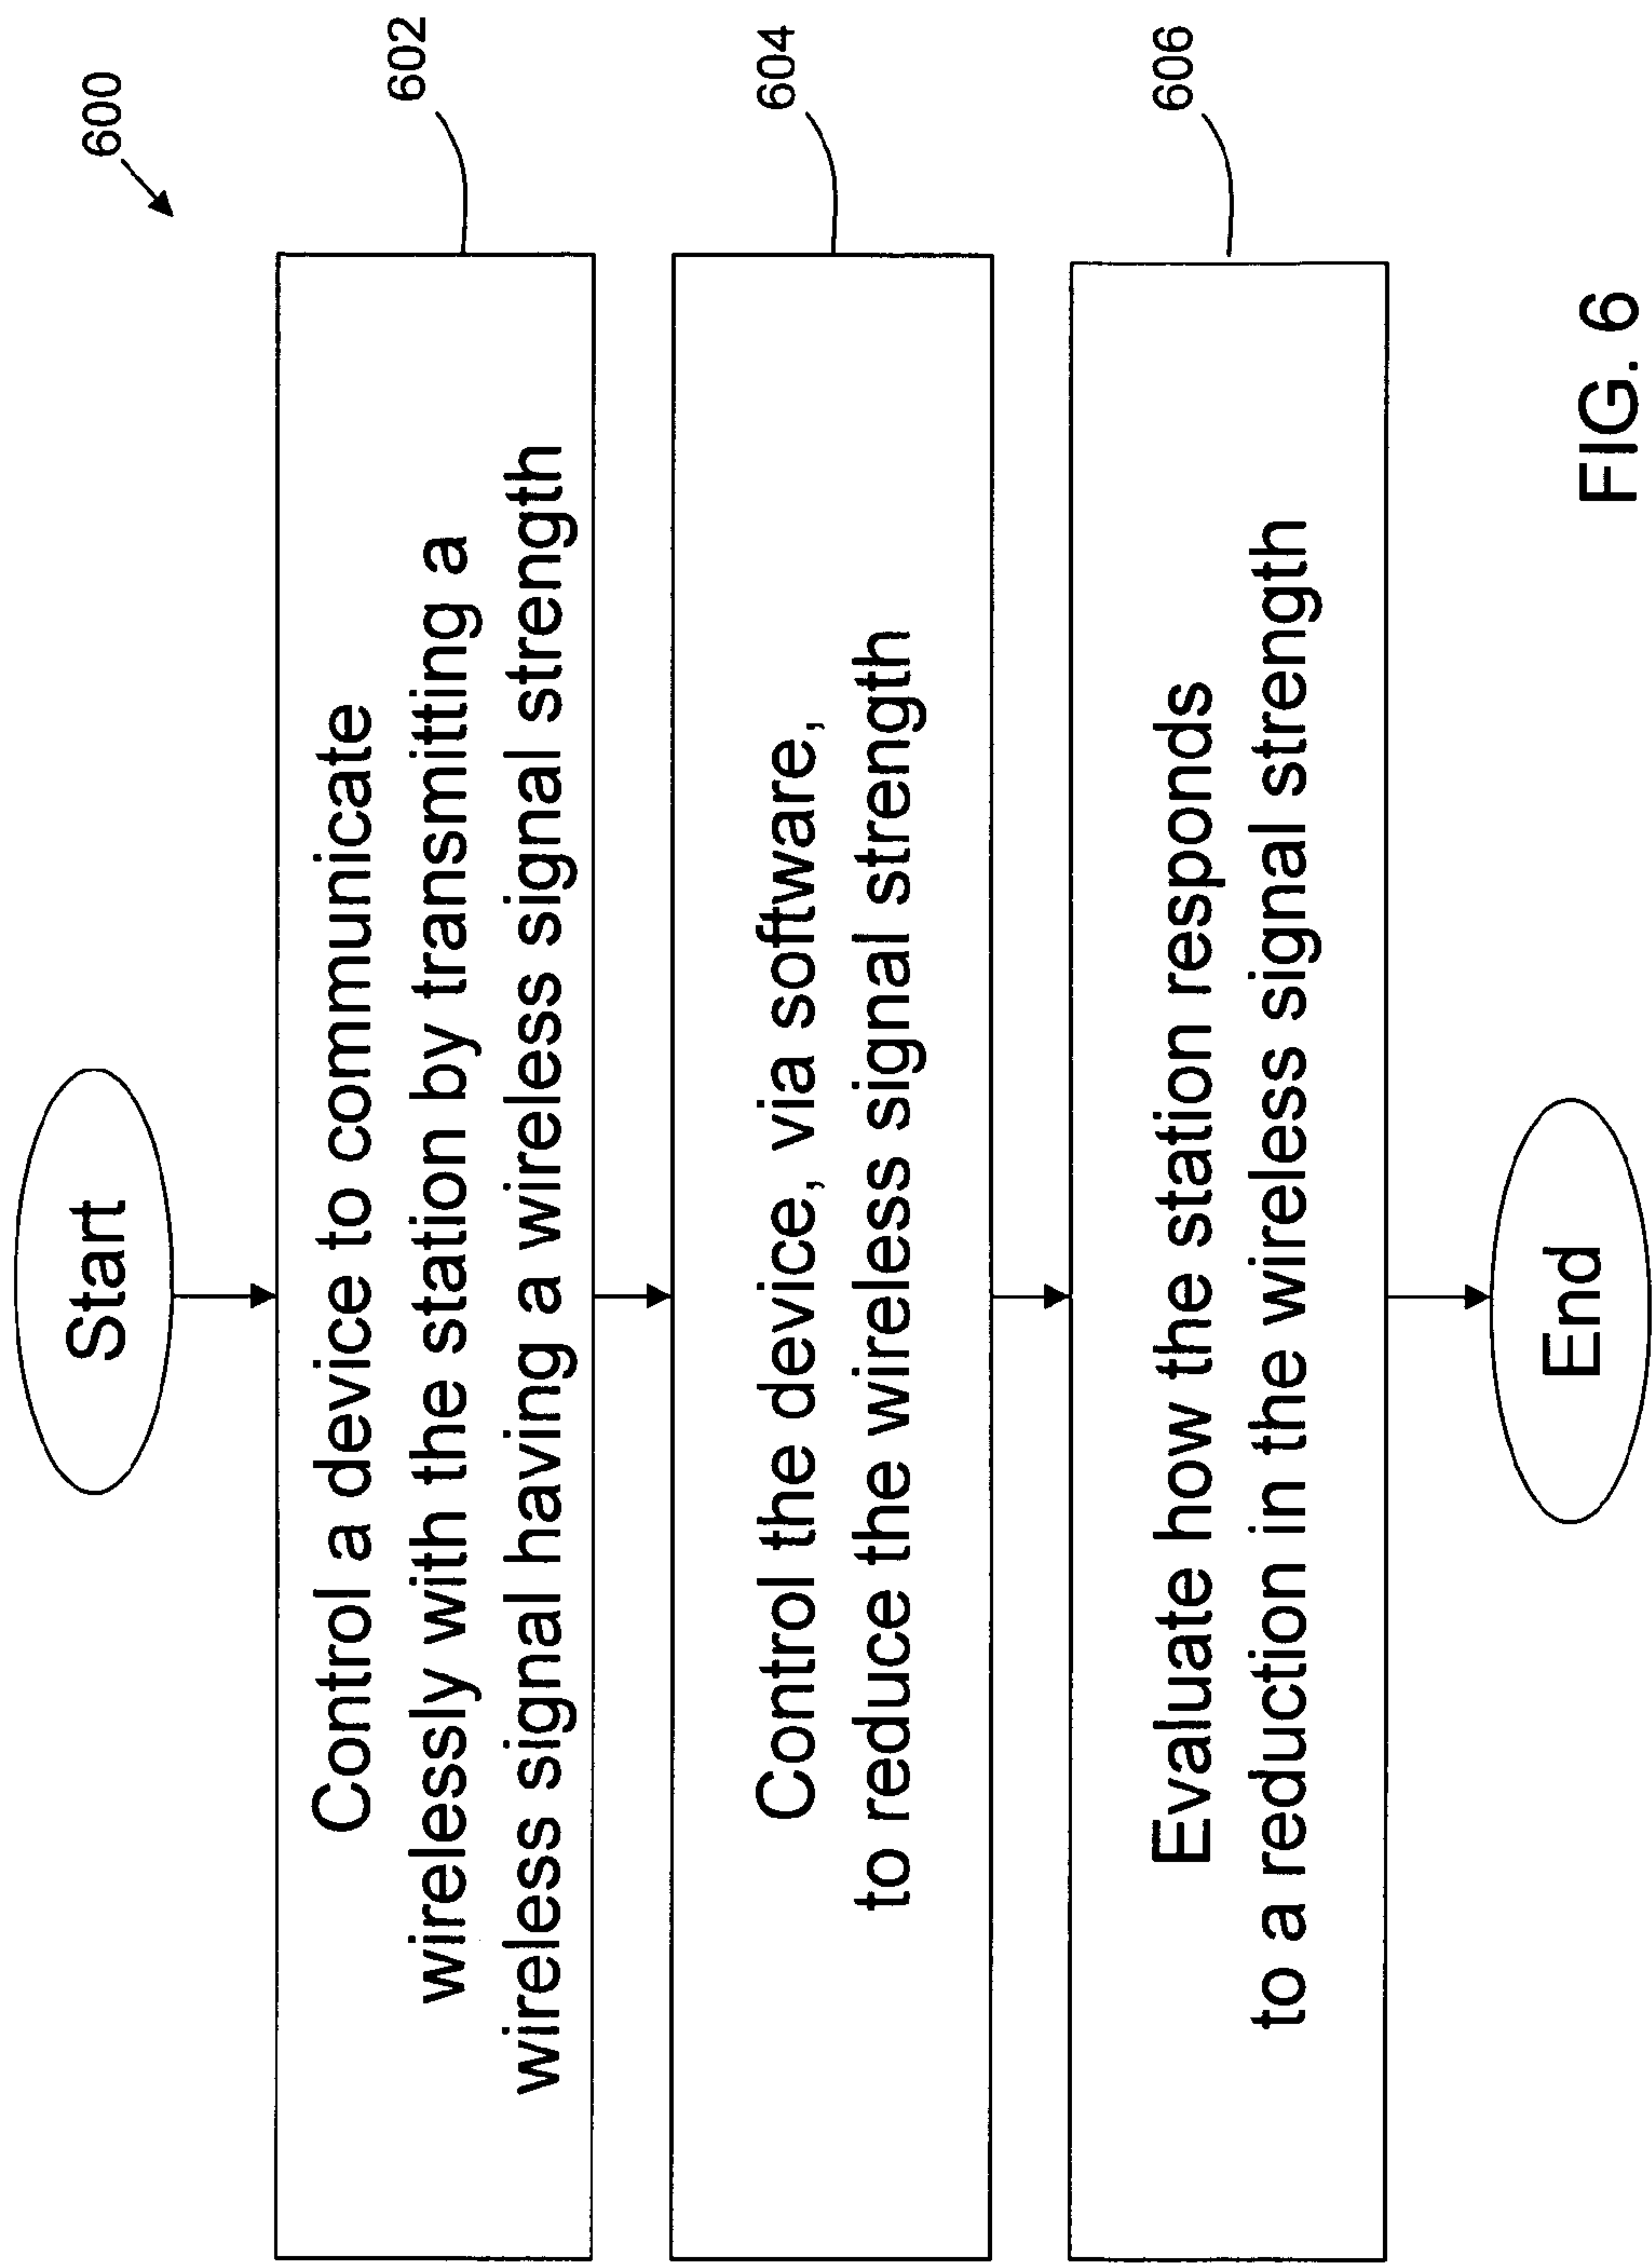 600
Start
Control a device to communicate
wirelessly with the station by transmitting a
wireless signal having a wireless signal strength
602
Control the device, via software,
to reduce the wireless signal strength
604
Evaluate how the station responds
to a reduction in the wireless signal strength
606
End
FIG. 6